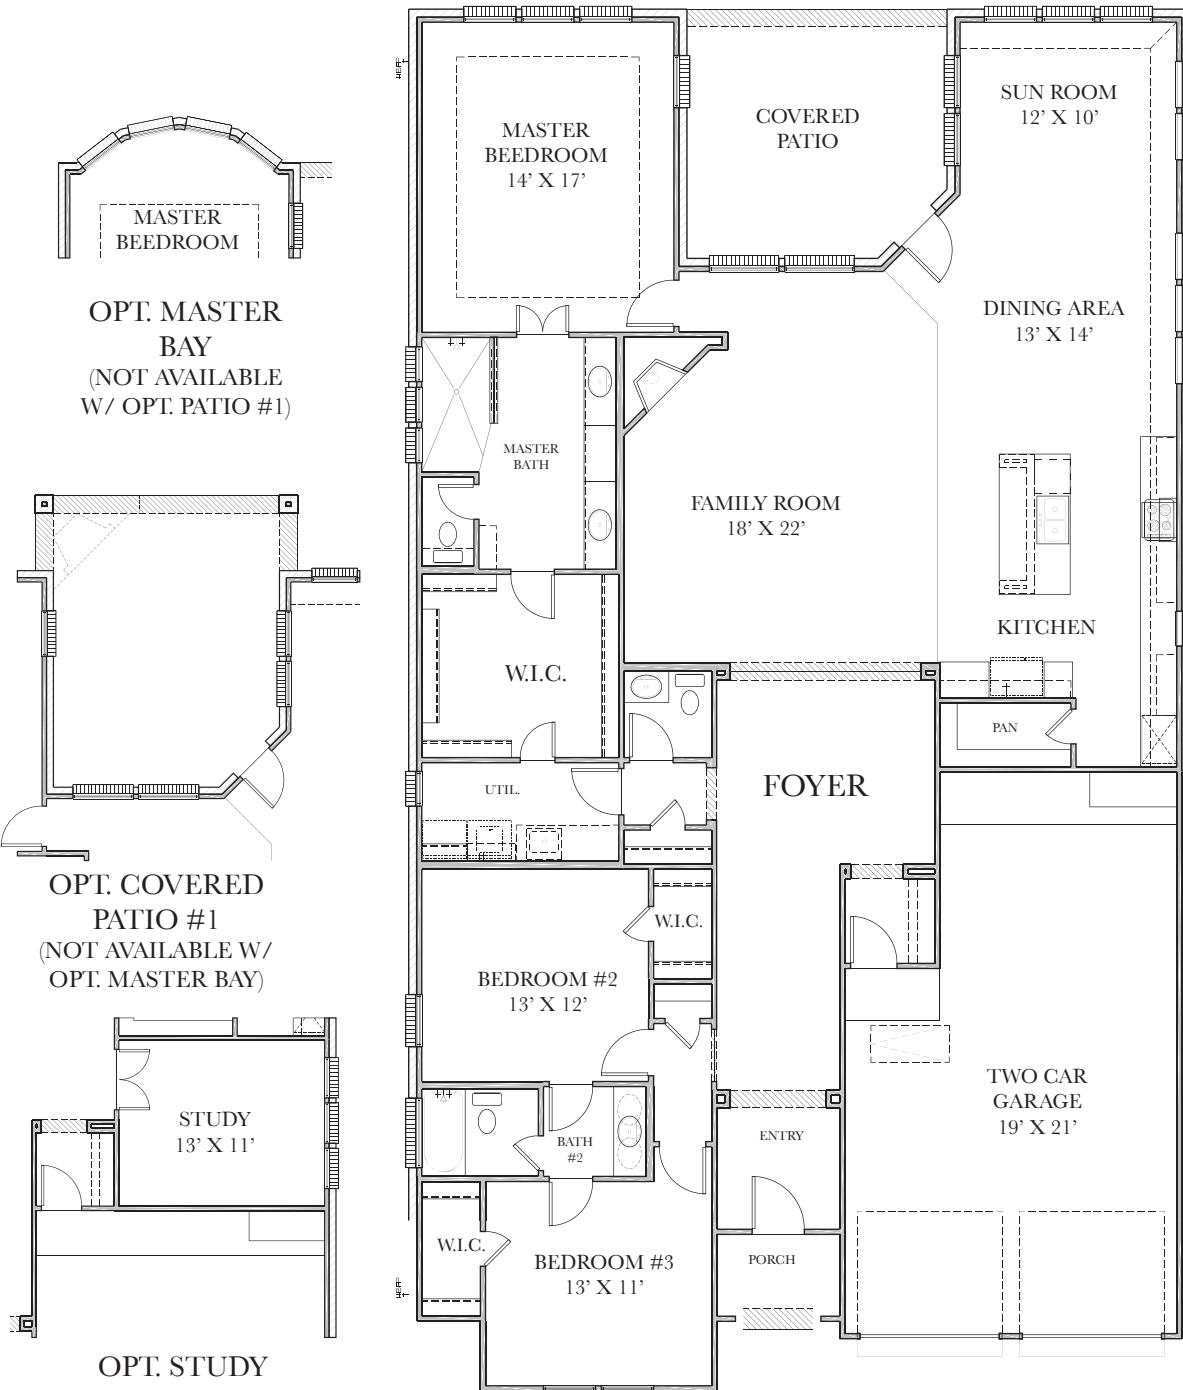 MASTER
BEEDROOM
OPT. MASTER
BAY
(NOT AVAILABLE
W/ OPT. PATIO #1)
OPT. COVERED
PATIO #1
(NOT AVAILABLE W/
OPT. MASTER BAY)
STUDY
13’ X 11’
OPT. STUDY
MASTER
BEEDROOM
14’ X 17’
COVERED
PATIO
SUN ROOM
12’ X 10’
DINING AREA
13’ X 14’
MASTER
BATH
FAMILY ROOM
18’ X 22’
KITCHEN
W.I.C.
PAN
UTIL.
FOYER
W.I.C.
BEDROOM #2
13’ X 12’
TWO CAR
GARAGE
19’ X 21’
BATH
#2
ENTRY
W.I.C.
BEDROOM #3
13’ X 11’
PORCH